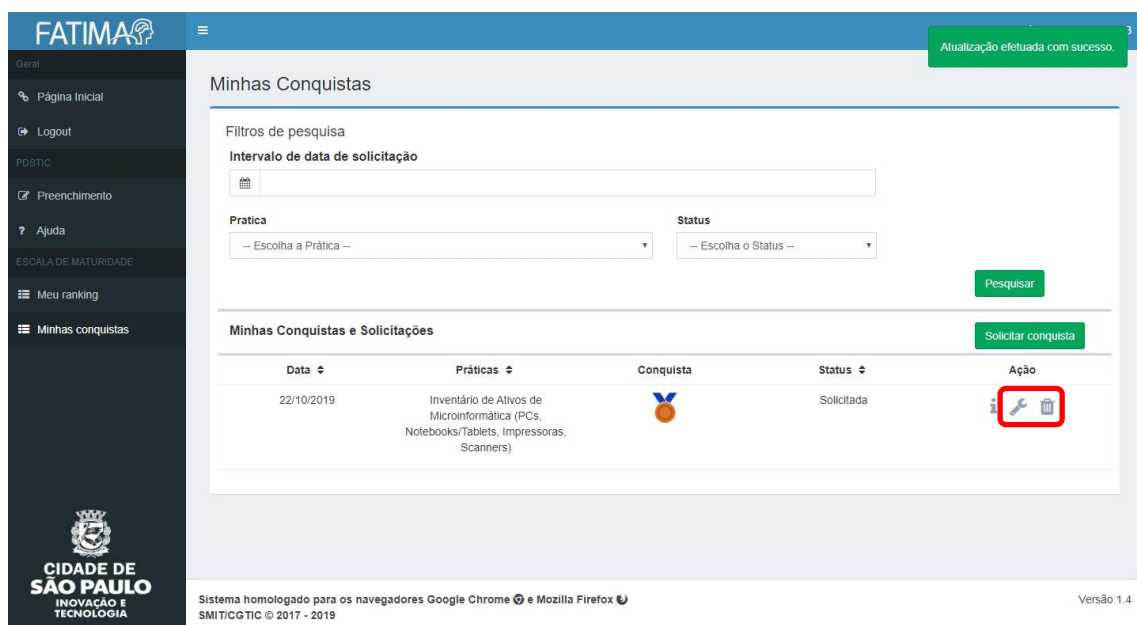 FATIMA
Atualização efetuada com sucesso.
Geral
Página Inicial
Logout
PDSTIC
Preenchimento
? Ajuda
ESCALA DE MATURIDADE
Meu ranking
Minhas conquistas
CIDADE DE
SÃO PAULO
INOVAÇÃO E
TECNOLOGIA
Minhas Conquistas
Filtros de pesquisa
Intervalo de data de solicitação
Pratica
Status
-- Escolha a Prática --
-- Escolha o Status --
Pesquisar
Minhas Conquistas e Solicitações
Solicitar conquista
Data Práticas Conquista Status Ação
22/10/2019
Inventário de Ativos de
Microinformática (PCs,
Notebooks/Tablets, Impressoras,
Scanners)
Solicitada
Sistema homologado para os navegadores Google Chrome e Mozilla Firefox
SMIT/CGTIC © 2017 - 2019
Versão 1.4